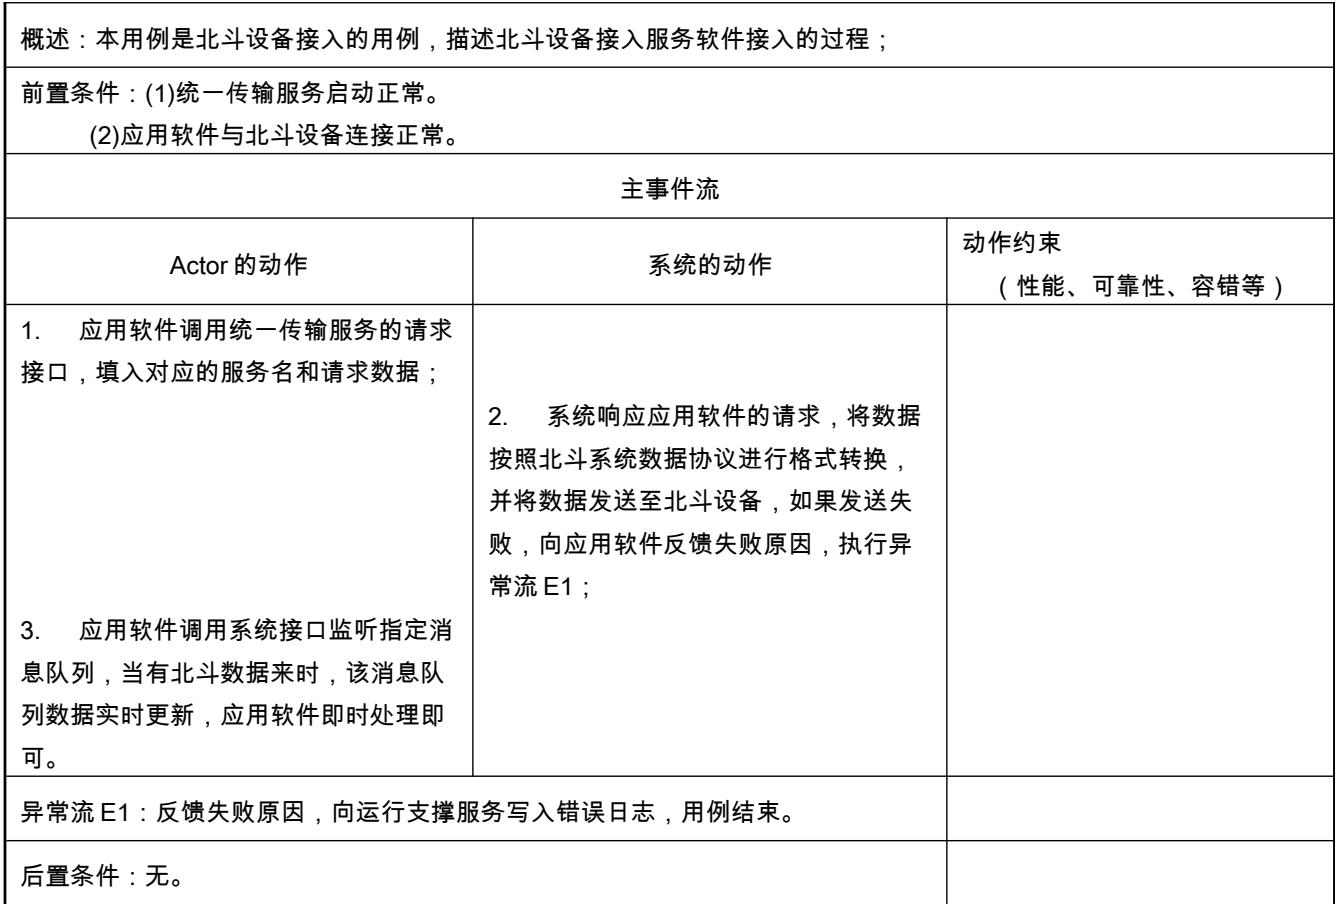 概述：本用例是北斗设备接入的用例，描述北斗设备接入服务软件接入的过程；
前置条件：(1)统一传输服务启动正常。
(2)应用软件与北斗设备连接正常。
主事件流
Actor 的动作
系统的动作
动作约束
（性能、可靠性、容错等）
1. 应用软件调用统一传输服务的请求
接口，填入对应的服务名和请求数据；
2. 系统响应应用软件的请求，将数据
按照北斗系统数据协议进行格式转换，
并将数据发送至北斗设备，如果发送失
败，向应用软件反馈失败原因，执行异
常流 E1；
3. 应用软件调用系统接口监听指定消
息队列，当有北斗数据来时，该消息队
列数据实时更新，应用软件即时处理即
可。
异常流 E1：反馈失败原因，向运行支撑服务写入错误日志，用例结束。
后置条件：无。